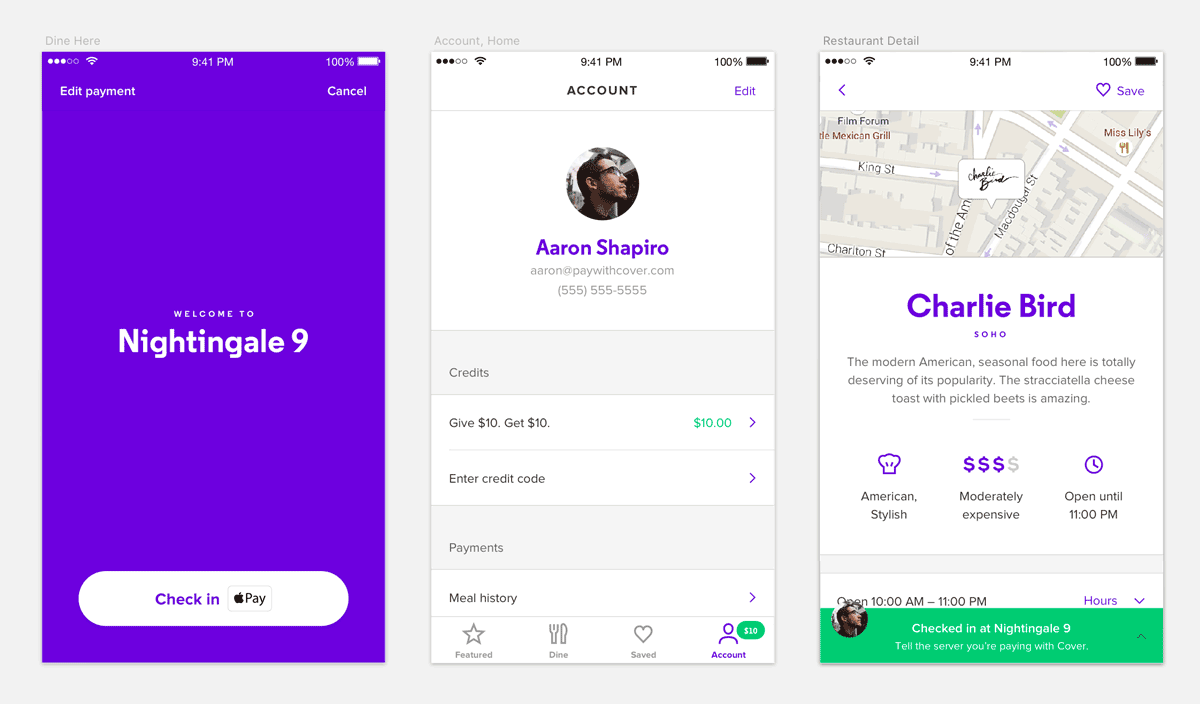 Dine Here
9:41 PM
100%
Edit payment
Cancel
WELCOME TO
Nightingale 9
Check in
Pay
Account, Home
9:41 PM
100%
ACCOUNT
Edit
Aaron Shapiro
aaron@paywithcover.com
(555) 555-5555
Credits
Give $10. Get $10.
$10.00
Enter credit code
Payments
Meal history
Featured
Dine
Saved
Account
$10
Restaurant Detail
9:41 PM
100%
Save
Film Forum
tle Mexican Grill
Miss Lily's
King St
charlie
Bird
of the Am
Macdougal St
Charlton St
Charlie Bird
SOHO
The modern American, seasonal food here is totally
deserving of its popularity. The stracciatella cheese
toast with pickled beets is amazing.
$$$$
American,
Stylish
Moderately
expensive
Open until
11:00 PM
Open 10:00 AM – 11:00 PM
Hours
Checked in at Nightingale 9
Tell the server you're paying with Cover.